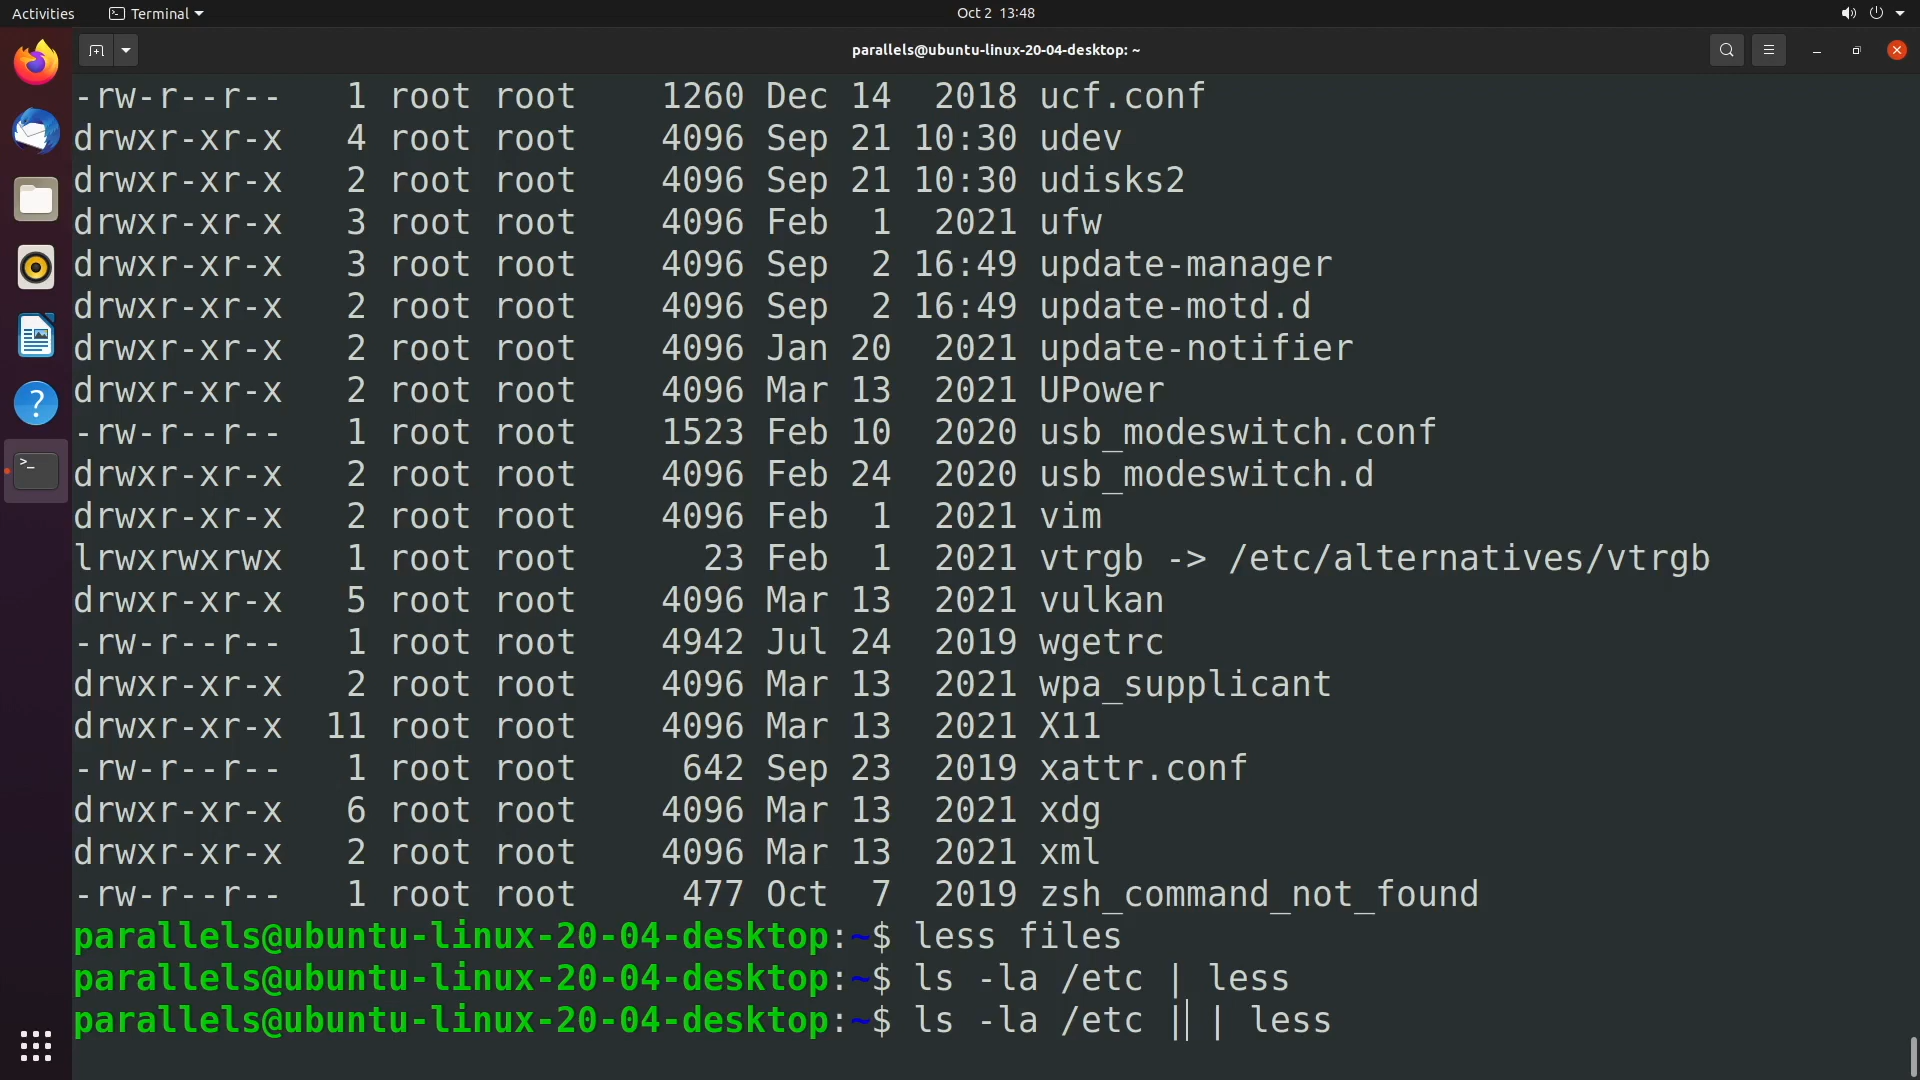 Activities Terminal Oct 2 13:48
parallels@ubuntu-linux-20-04-desktop: ~
-rw-r--r--   1 root root    1260 Dec 14  2018 ucf.conf
drwxr-xr-x   4 root root    4096 Sep 21 10:30 udev
drwxr-xr-x   2 root root    4096 Sep 21 10:30 udisks2
drwxr-xr-x   3 root root    4096 Feb  1  2021 ufw
drwxr-xr-x   3 root root    4096 Sep  2 16:49 update-manager
drwxr-xr-x   2 root root    4096 Sep  2 16:49 update-motd.d
drwxr-xr-x   2 root root    4096 Jan 20  2021 update-notifier
drwxr-xr-x   2 root root    4096 Mar 13  2021 UPower
-rw-r--r--   1 root root    1523 Feb 10  2020 usb_modeswitch.conf
drwxr-xr-x   2 root root    4096 Feb 24  2020 usb_modeswitch.d
drwxr-xr-x   2 root root    4096 Feb  1  2021 vim
lrwxrwxrwx   1 root root      23 Feb  1  2021 vtrgb -> /etc/alternatives/vtrgb
drwxr-xr-x   5 root root    4096 Mar 13  2021 vulkan
-rw-r--r--   1 root root    4942 Jul 24  2019 wgetrc
drwxr-xr-x   2 root root    4096 Mar 13  2021 wpa_supplicant
drwxr-xr-x  11 root root    4096 Mar 13  2021 X11
-rw-r--r--   1 root root     642 Sep 23  2019 xattr.conf
drwxr-xr-x   6 root root    4096 Mar 13  2021 xdg
drwxr-xr-x   2 root root    4096 Mar 13  2021 xml
-rw-r--r--   1 root root     477 Oct  7  2019 zsh_command_not_found
parallels@ubuntu-linux-20-04-desktop:~$ less files
parallels@ubuntu-linux-20-04-desktop:~$ ls -la /etc | less
parallels@ubuntu-linux-20-04-desktop:~$ ls -la /etc | | less